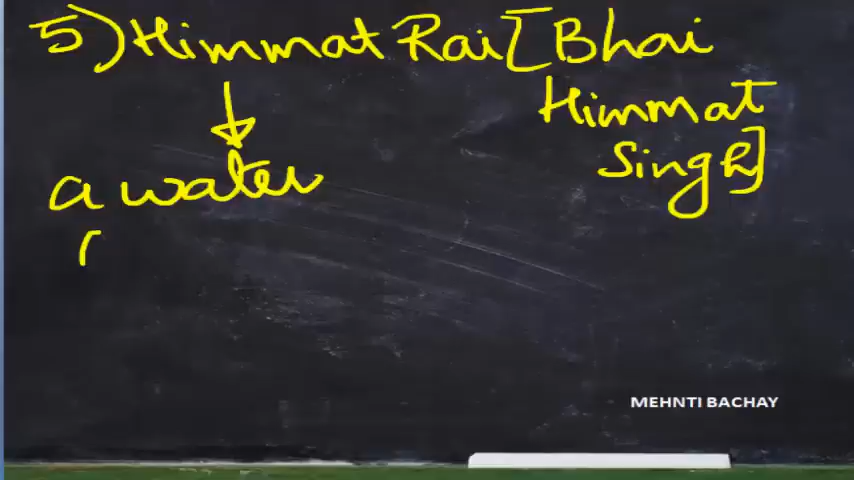 5) Himmat Rai [Bhai
Himmat
Singh]
a water
MEHNTI BACHAY